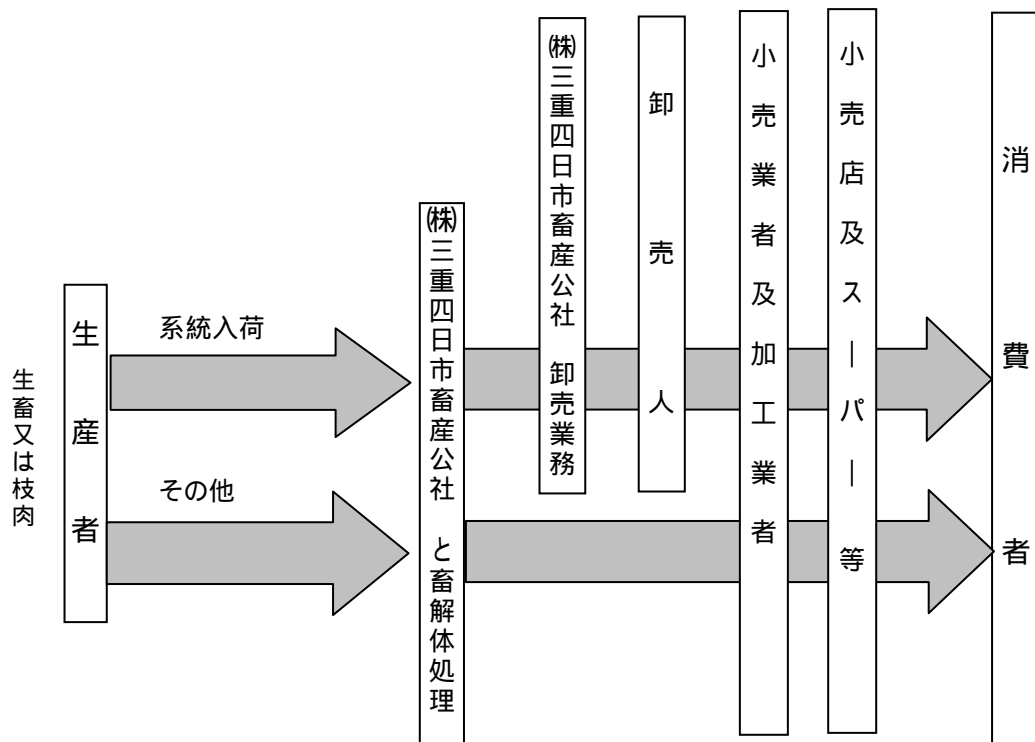 生畜又は枝肉
生産者
系統入荷
その他
㈱三重四日市畜産公社 と畜解体処理
㈱三重四日市畜産公社 卸売業務
卸売人
小売業者及加工業者
小売店及スーパー等
消費者